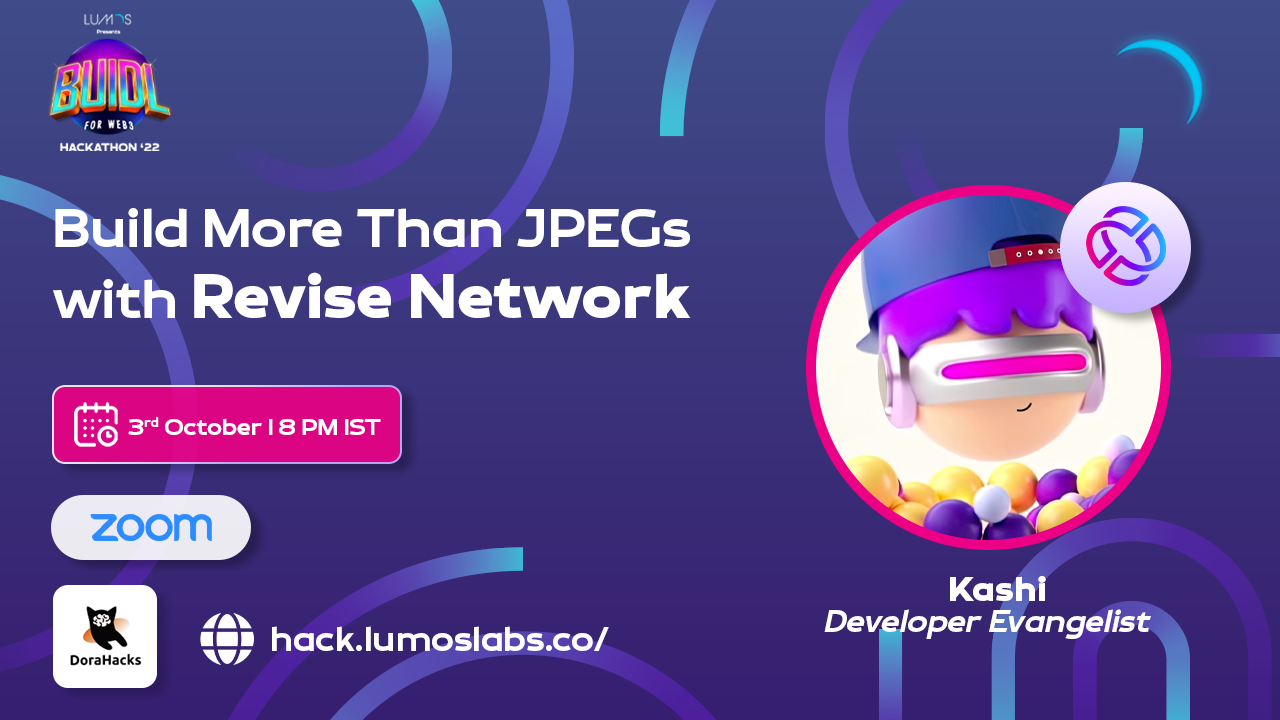 LUMOS
Presents
BUIDL
FOR WEB3
HACKATHON '22
Build More Than JPEGs
with Revise Network
3rd October | 8 PM IST
zoom
DoraHacks
hack.lumoslabs.co/
Kashi
Developer Evangelist